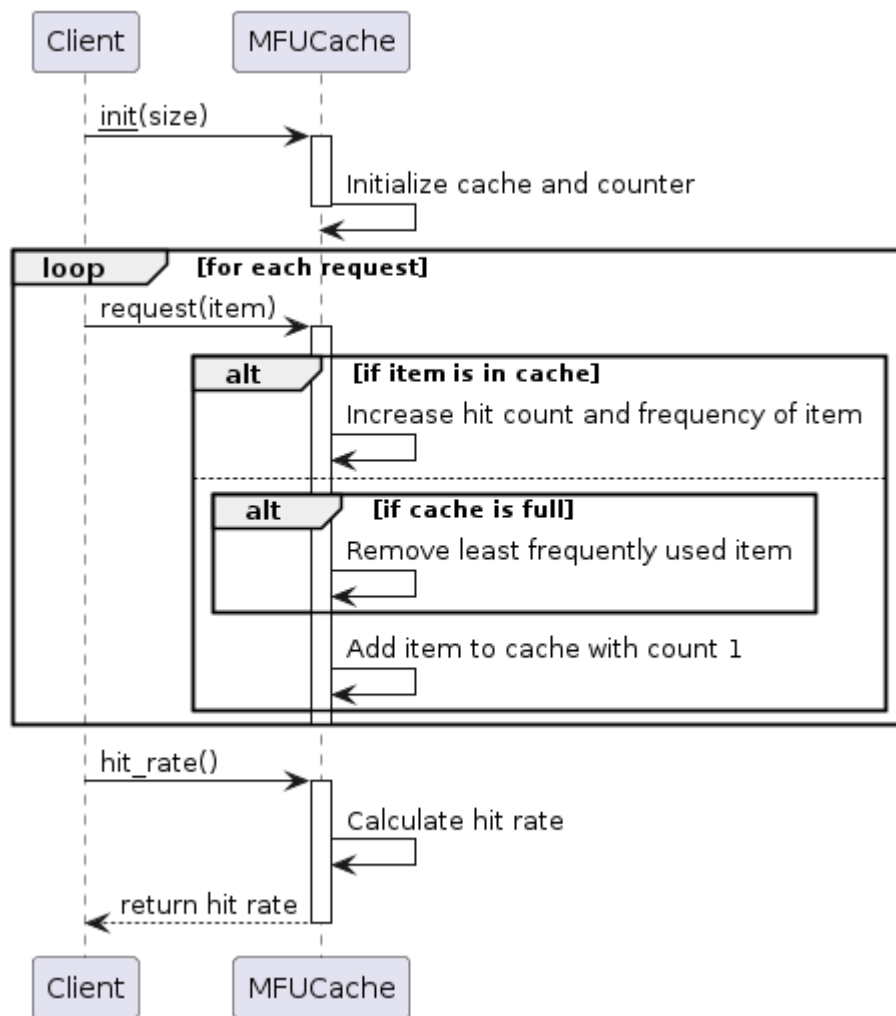 Client
MFUCache
init(size)
Initialize cache and counter
loop
[for each request]
request(item)
alt
[if item is in cache]
Increase hit count and frequency of item
alt
[if cache is full]
Remove least frequently used item
Add item to cache with count 1
hit_rate()
Calculate hit rate
return hit rate
Client
MFUCache